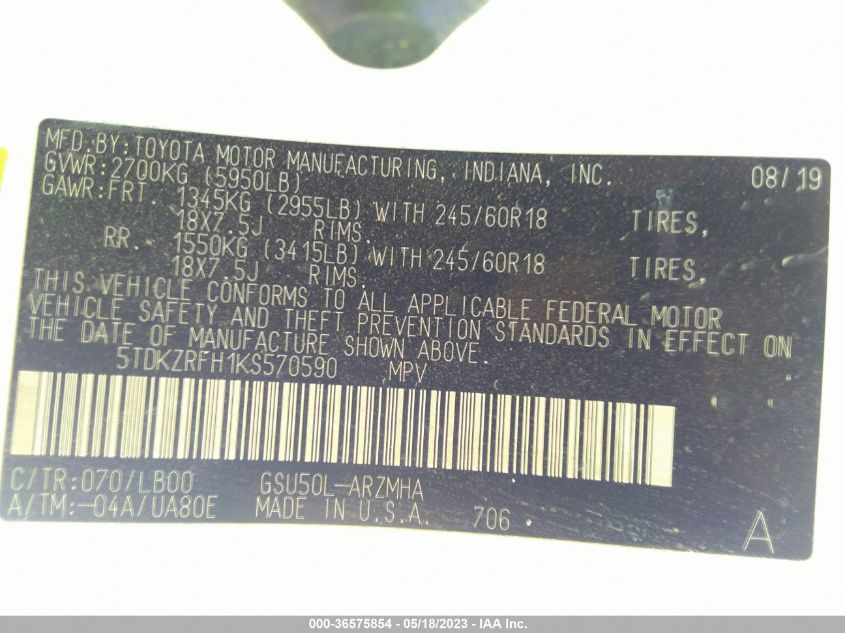 MFD.BY:TOYOTA MOTOR MANUFACTURING, INDIANA, INC. 08/19
GVWR:2700KG (5950LB)
GAWR:FRT. 1345KG (2955LB) WITH 245/60R18 TIRES,
18X7.5J RIMS.
RR. 1550KG (3415LB) WITH 245/60R18 TIRES,
18X7.5J RIMS.
THIS VEHICLE CONFORMS TO ALL APPLICABLE FEDERAL MOTOR
VEHICLE SAFETY AND THEFT PREVENTION STANDARDS IN EFFECT ON
THE DATE OF MANUFACTURE SHOWN ABOVE.
5TDKZRFH1KS570590 MPV
C/TR:070/LB00 GSU50L-ARZMHA
A/TM:-04A/UA80E MADE IN U.S.A. 706
A
000-36575854 - 05/18/2023 - IAA Inc.